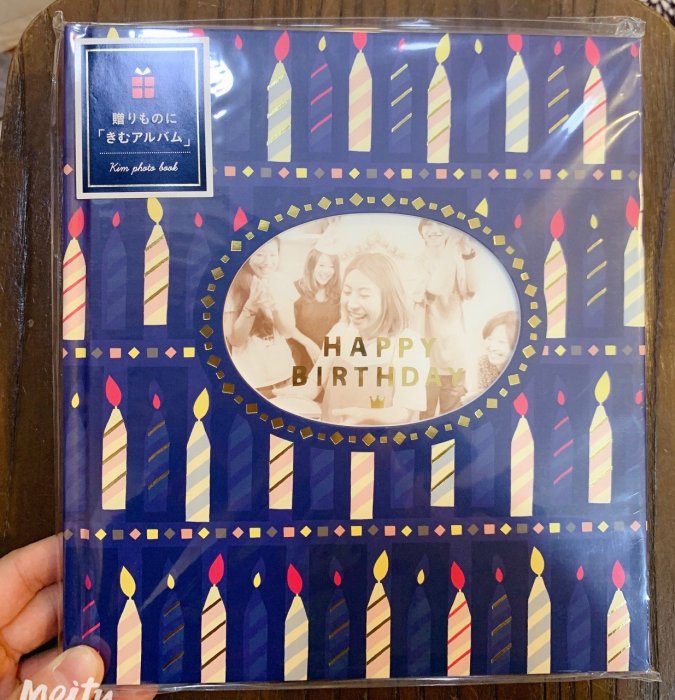 贈りものに
「きむアルバム」
Kim photo book
HAPPY
BIRTHDAY
Meitu